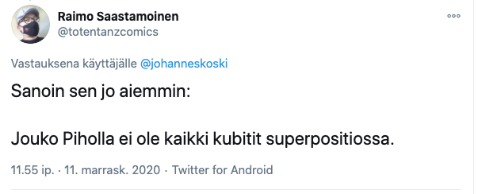 Raimo Saastamoinen
@totentanzcomics
Vastauksena käyttäjälle @johanneskoski
Sanoin sen jo aiemmin:
Jouko Piholla ei ole kaikki kubitit superpositiossa.
11.55 ip. · 11. marrask. 2020 · Twitter for Android